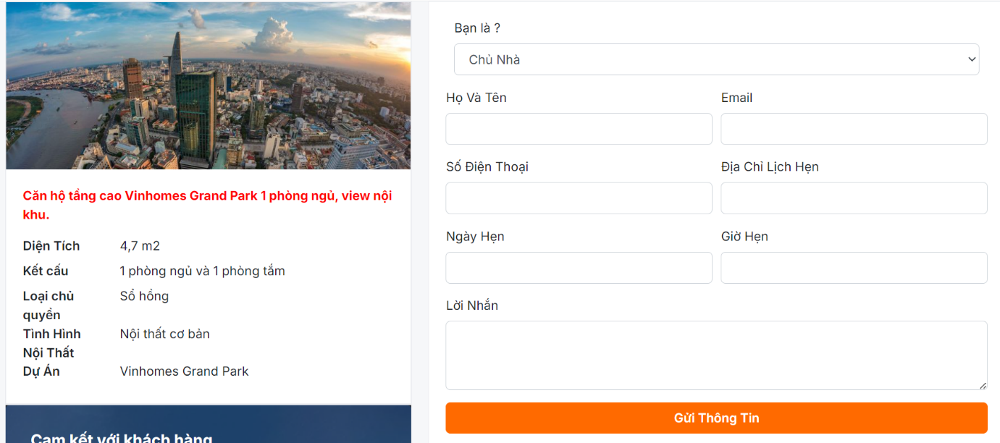 Căn hộ tầng cao Vinhomes Grand Park 1 phòng ngủ, view nội
khu.
Diện Tích 4,7 m2
Kết cấu 1 phòng ngủ và 1 phòng tắm
Loại chủ quyền Sổ hồng
Tình Hình Nội Thất Nội thất cơ bản
Dự Án Vinhomes Grand Park
Cam kết với khách hàng
Bạn là ?
Chủ Nhà
Họ Và Tên Email
Số Điện Thoại Địa Chỉ Lịch Hẹn
Ngày Hẹn Giờ Hẹn
Lời Nhắn
Gửi Thông Tin